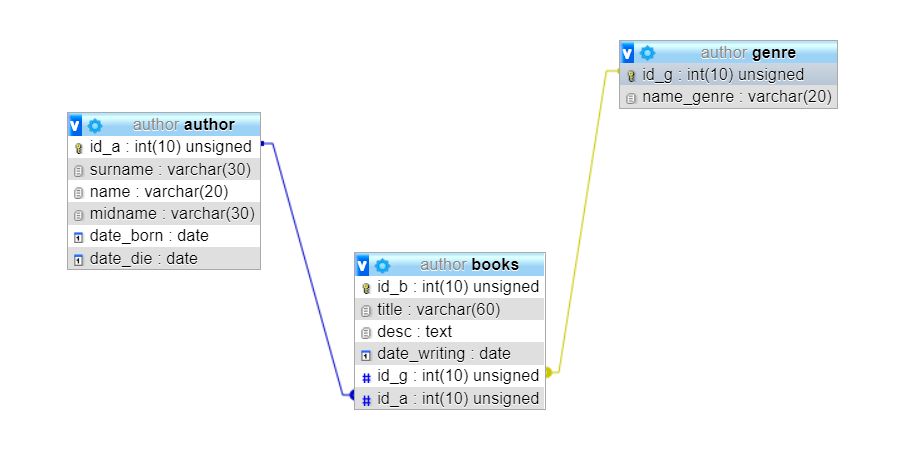 v author author
id_a : int(10) unsigned
surname : varchar(30)
name : varchar(20)
midname : varchar(30)
date_born : date
date_die : date
v author books
id_b : int(10) unsigned
title : varchar(60)
desc : text
date_writing : date
# id_g : int(10) unsigned
# id_a : int(10) unsigned
v author genre
id_g : int(10) unsigned
name_genre : varchar(20)